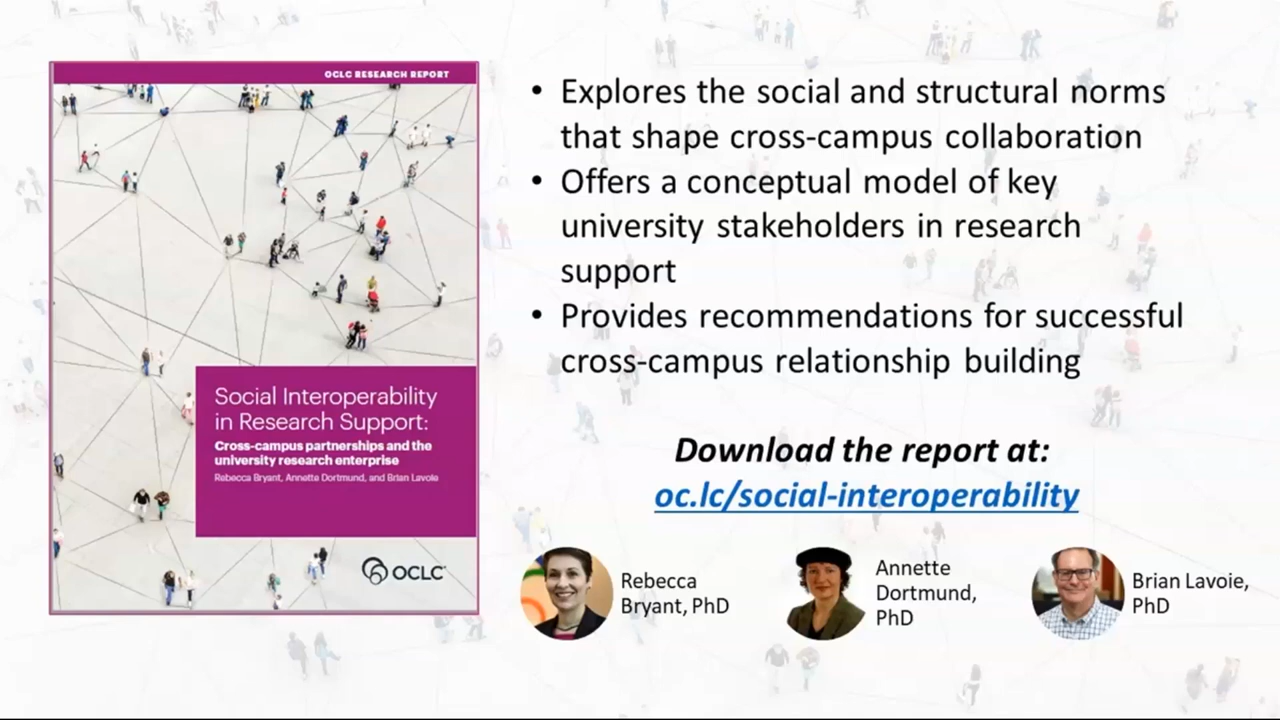 OCLC RESEARCH REPORT
Social Interoperability
in Research Support:
Cross-campus partnerships and the
university research enterprise
Rebecca Bryant, Annette Dortmund, and Brian Lavoie
OCLC
• Explores the social and structural norms
that shape cross-campus collaboration
• Offers a conceptual model of key
university stakeholders in research
support
• Provides recommendations for successful
cross-campus relationship building
Download the report at:
oc.lc/social-interoperability
Rebecca
Bryant, PhD
Annette
Dortmund,
PhD
Brian Lavoie,
PhD